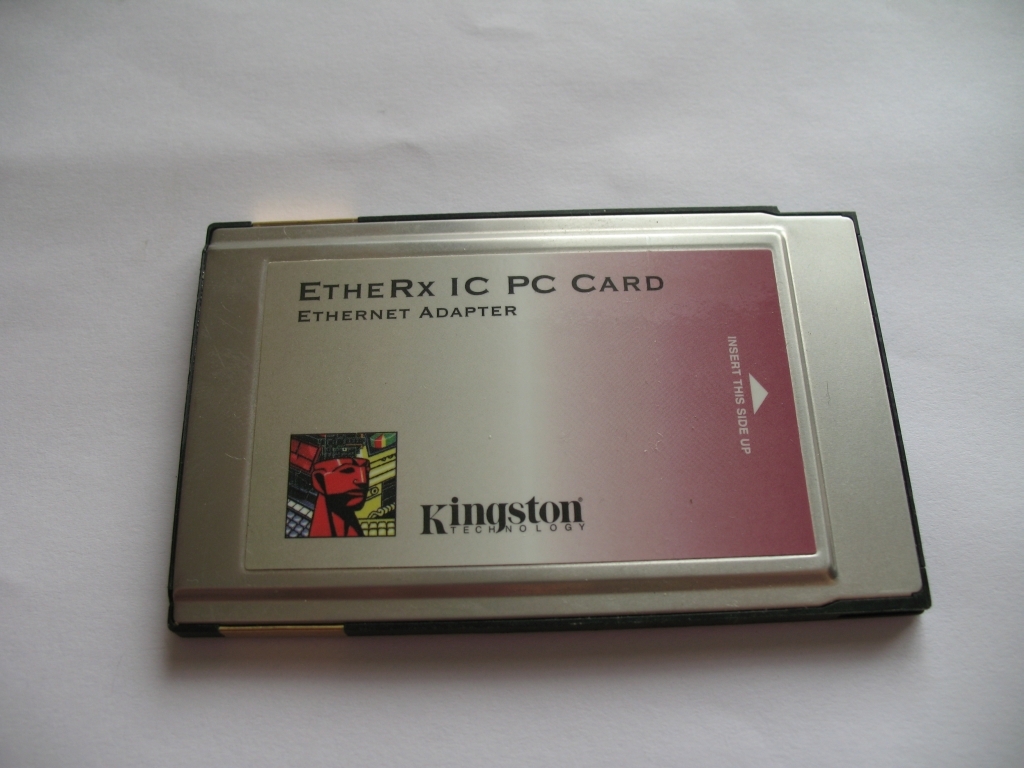 EtheRx IC PC Card
Ethernet Adapter
INSERT THIS SIDE UP
Kingston®
TECHNOLOGY